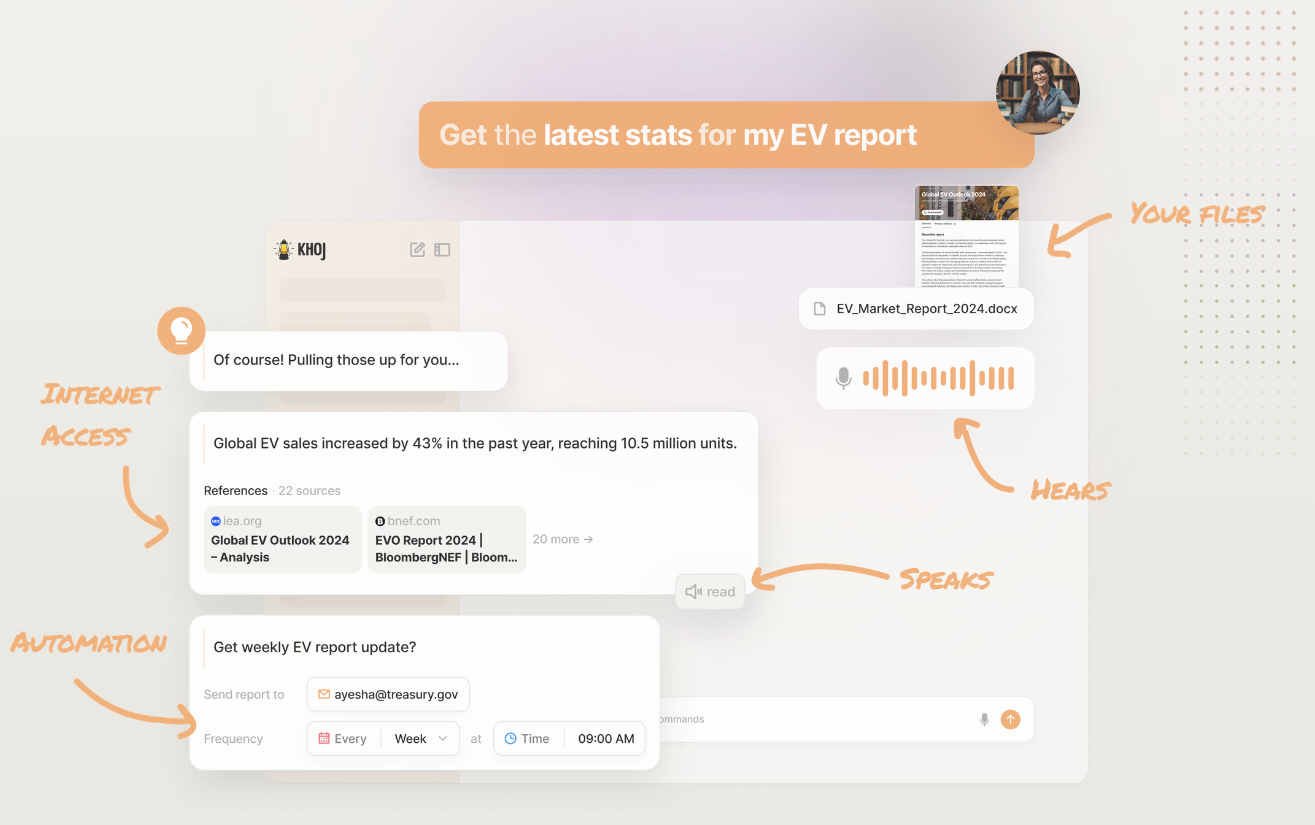 Get the latest stats for my EV report
Global EV Outlook 2024
YOUR FILES
KHOJ
EV_Market_Report_2024.docx
Of course! Pulling those up for you...
INTERNET
ACCESS
Global EV sales increased by 43% in the past year, reaching 10.5 million units.
HEARS
References · 22 sources
iea.org
Global EV Outlook 2024
– Analysis
bnef.com
EVO Report 2024 |
BloombergNEF | Bloom...
20 more →
read
SPEAKS
AUTOMATION
Get weekly EV report update?
Send report to
ayesha@treasury.gov
Frequency
Every Week at Time 09:00 AM
ommands